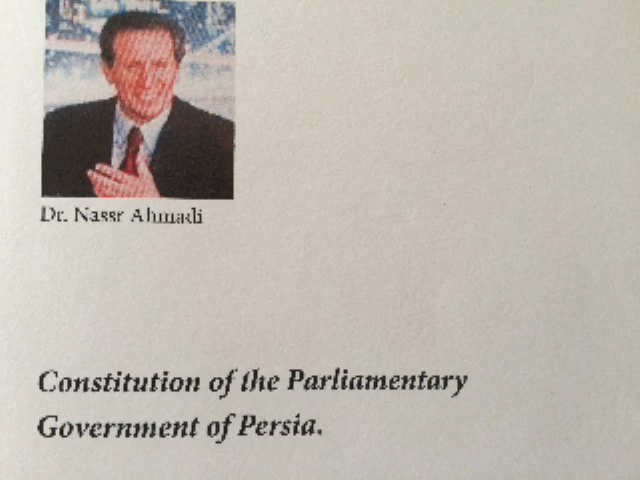 Dr. Nassr Ahmadi
Constitution of the Parliamentary
Government of Persia.